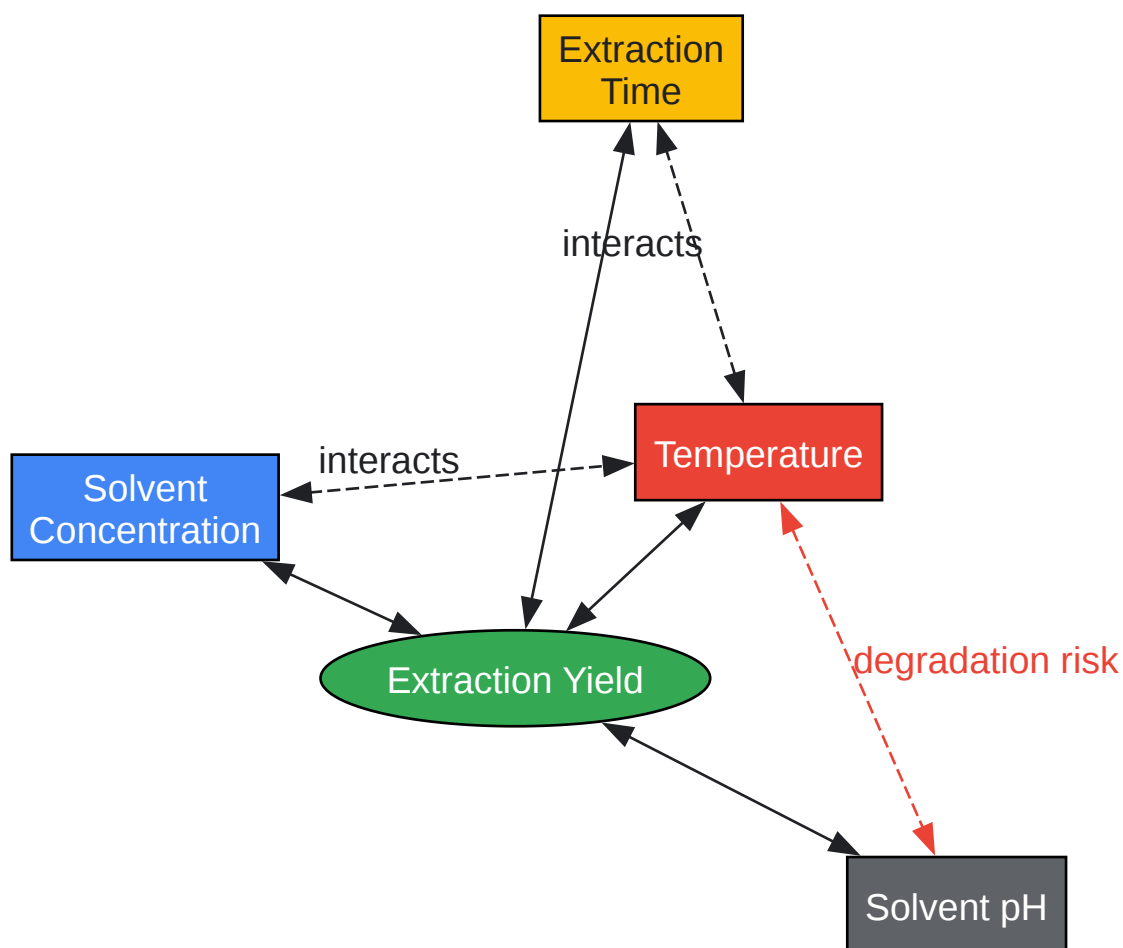 Extraction
Time
interacts
interacts
Temperature
Solvent
Concentration
degradation risk
Extraction Yield
Solvent pH